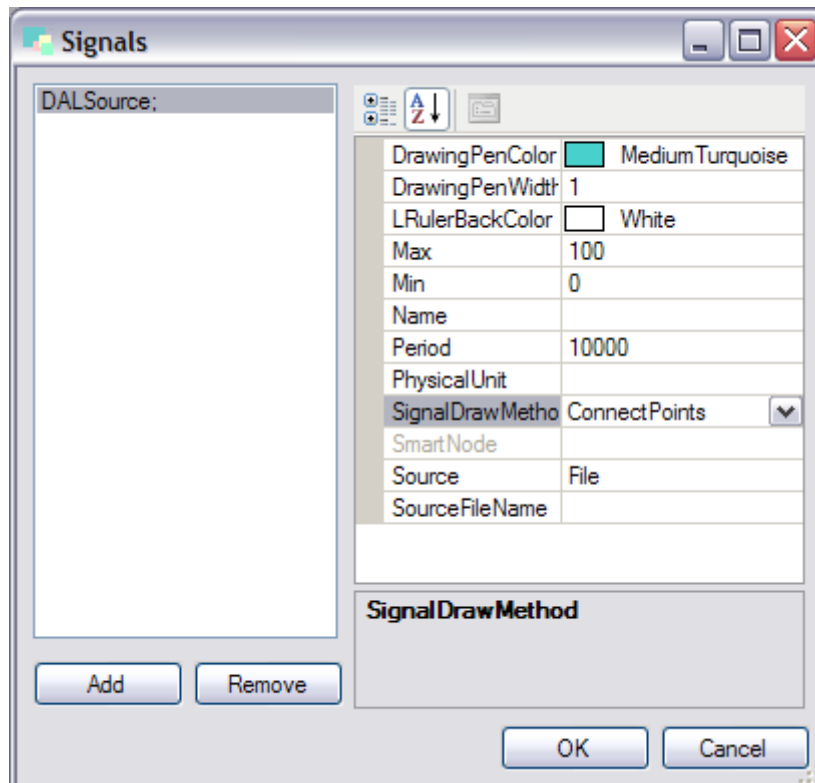 Signals
DALSource;
A
Z
DrawingPenColor MediumTurquoise
DrawingPenWidth 1
LRulerBackColor White
Max 100
Min 0
Name
Period 10000
PhysicalUnit
SignalDrawMetho ConnectPoints
SmartNode
Source File
SourceFileName
SignalDrawMethod
Add Remove
OK Cancel